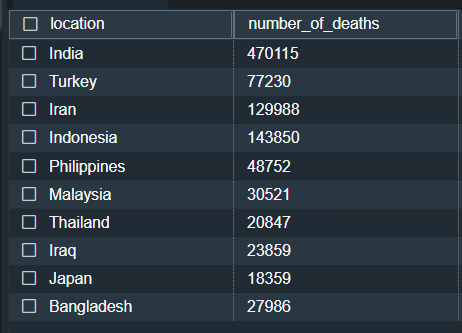 location number_of_deaths
India 470115
Turkey 77230
Iran 129988
Indonesia 143850
Philippines 48752
Malaysia 30521
Thailand 20847
Iraq 23859
Japan 18359
Bangladesh 27986